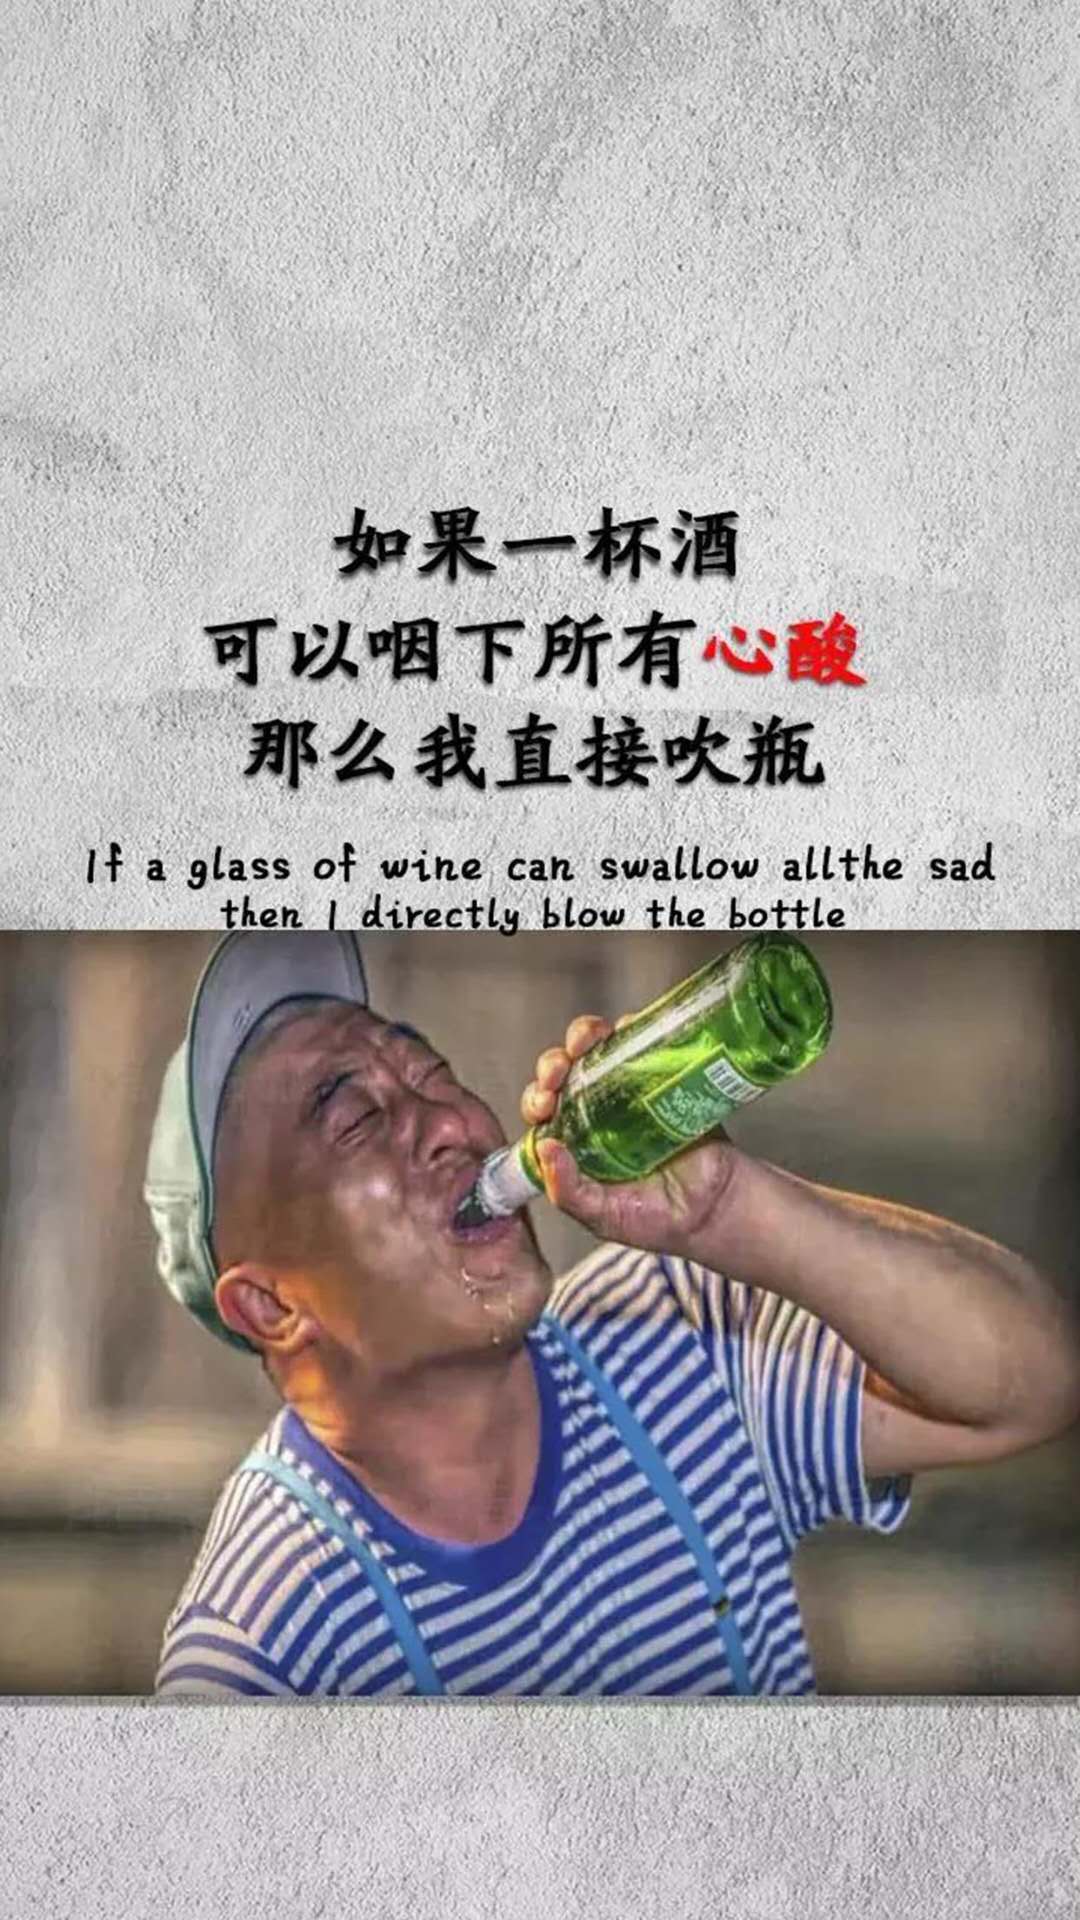 如果一杯酒
可以咽下所有心酸
那么我直接吹瓶
If a glass of wine can swallow allthe sad
then I directly blow the bottle